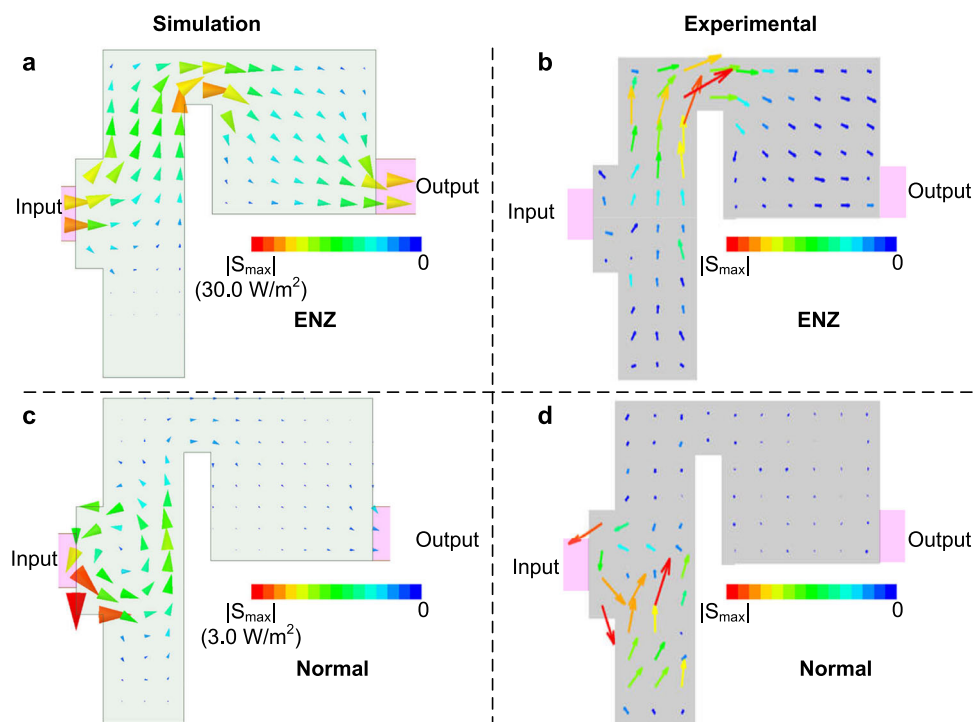 Simulation
Experimental
a
Input
Output
|Smax|
0
(30.0 W/m²)
ENZ
b
Input
Output
|Smax|
0
ENZ
c
Input
Output
|Smax|
0
(3.0 W/m²)
Normal
d
Input
Output
|Smax|
0
Normal